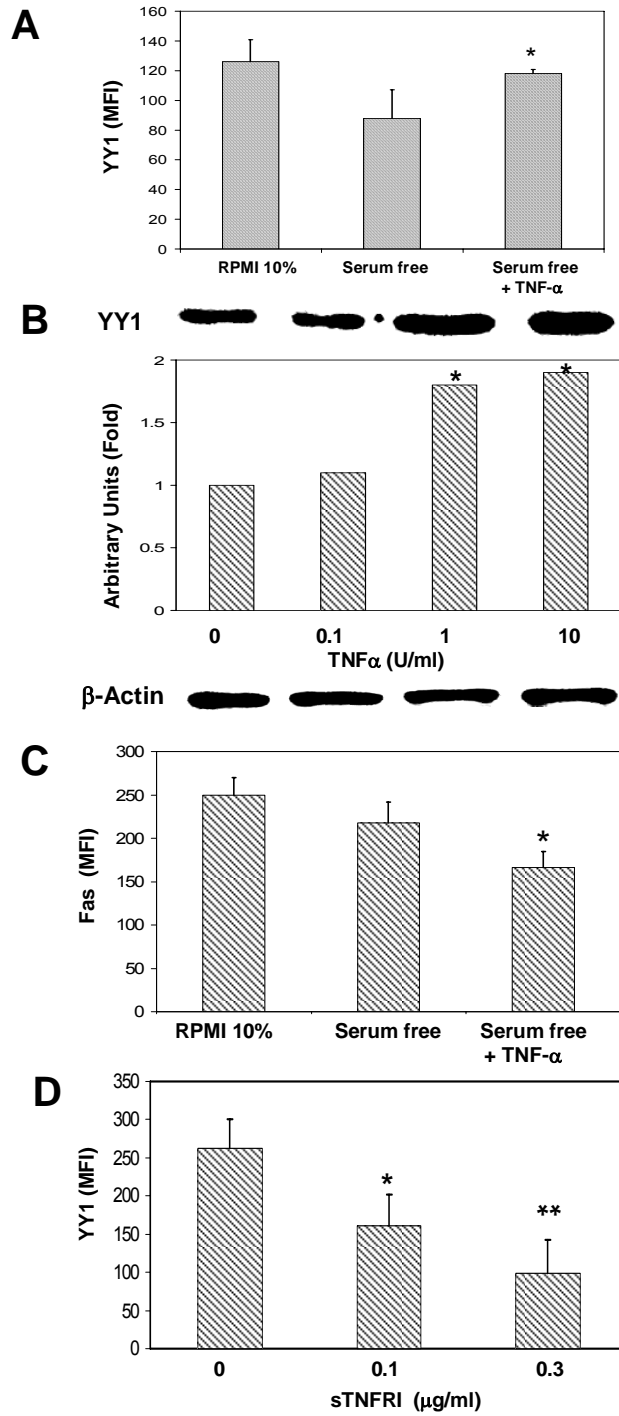 A
YY1 (MFI)
160
140
120
100
80
60
40
20
0
*
RPMI 10%
Serum free
Serum free
+ TNF-α
B
YY1
Arbitrary Units (Fold)
2
1.5
1
0.5
0
*
*
0
0.1
1
10
TNFα (U/ml)
β-Actin
C
Fas (MFI)
300
250
200
150
100
50
0
*
RPMI 10%
Serum free
Serum free
+ TNF-α
D
YY1 (MFI)
350
300
250
200
150
100
50
0
*
**
0
0.1
0.3
sTNFRI (μg/ml)